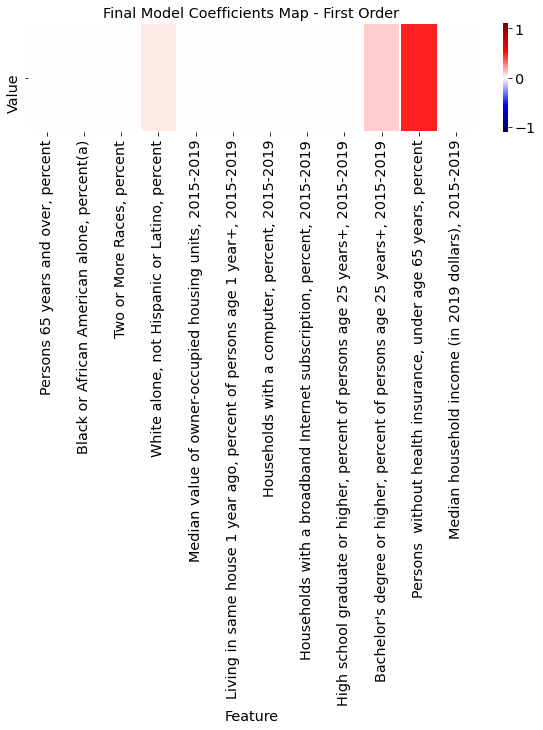 Final Model Coefficients Map - First Order
Value
1
0
−1
Persons 65 years and over, percent
Black or African American alone, percent(a)
Two or More Races, percent
White alone, not Hispanic or Latino, percent
Median value of owner-occupied housing units, 2015-2019
Living in same house 1 year ago, percent of persons age 1 year+, 2015-2019
Households with a computer, percent, 2015-2019
Households with a broadband Internet subscription, percent, 2015-2019
High school graduate or higher, percent of persons age 25 years+, 2015-2019
Bachelor's degree or higher, percent of persons age 25 years+, 2015-2019
Persons  without health insurance, under age 65 years, percent
Median household income (in 2019 dollars), 2015-2019
Feature